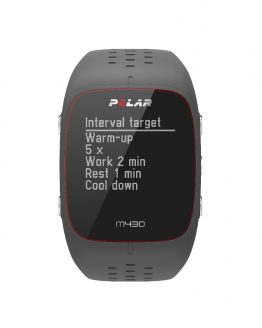 POLAR
Interval target
Warm-up
5 x
Work 2 min
Rest 1 min
Cool down
M430